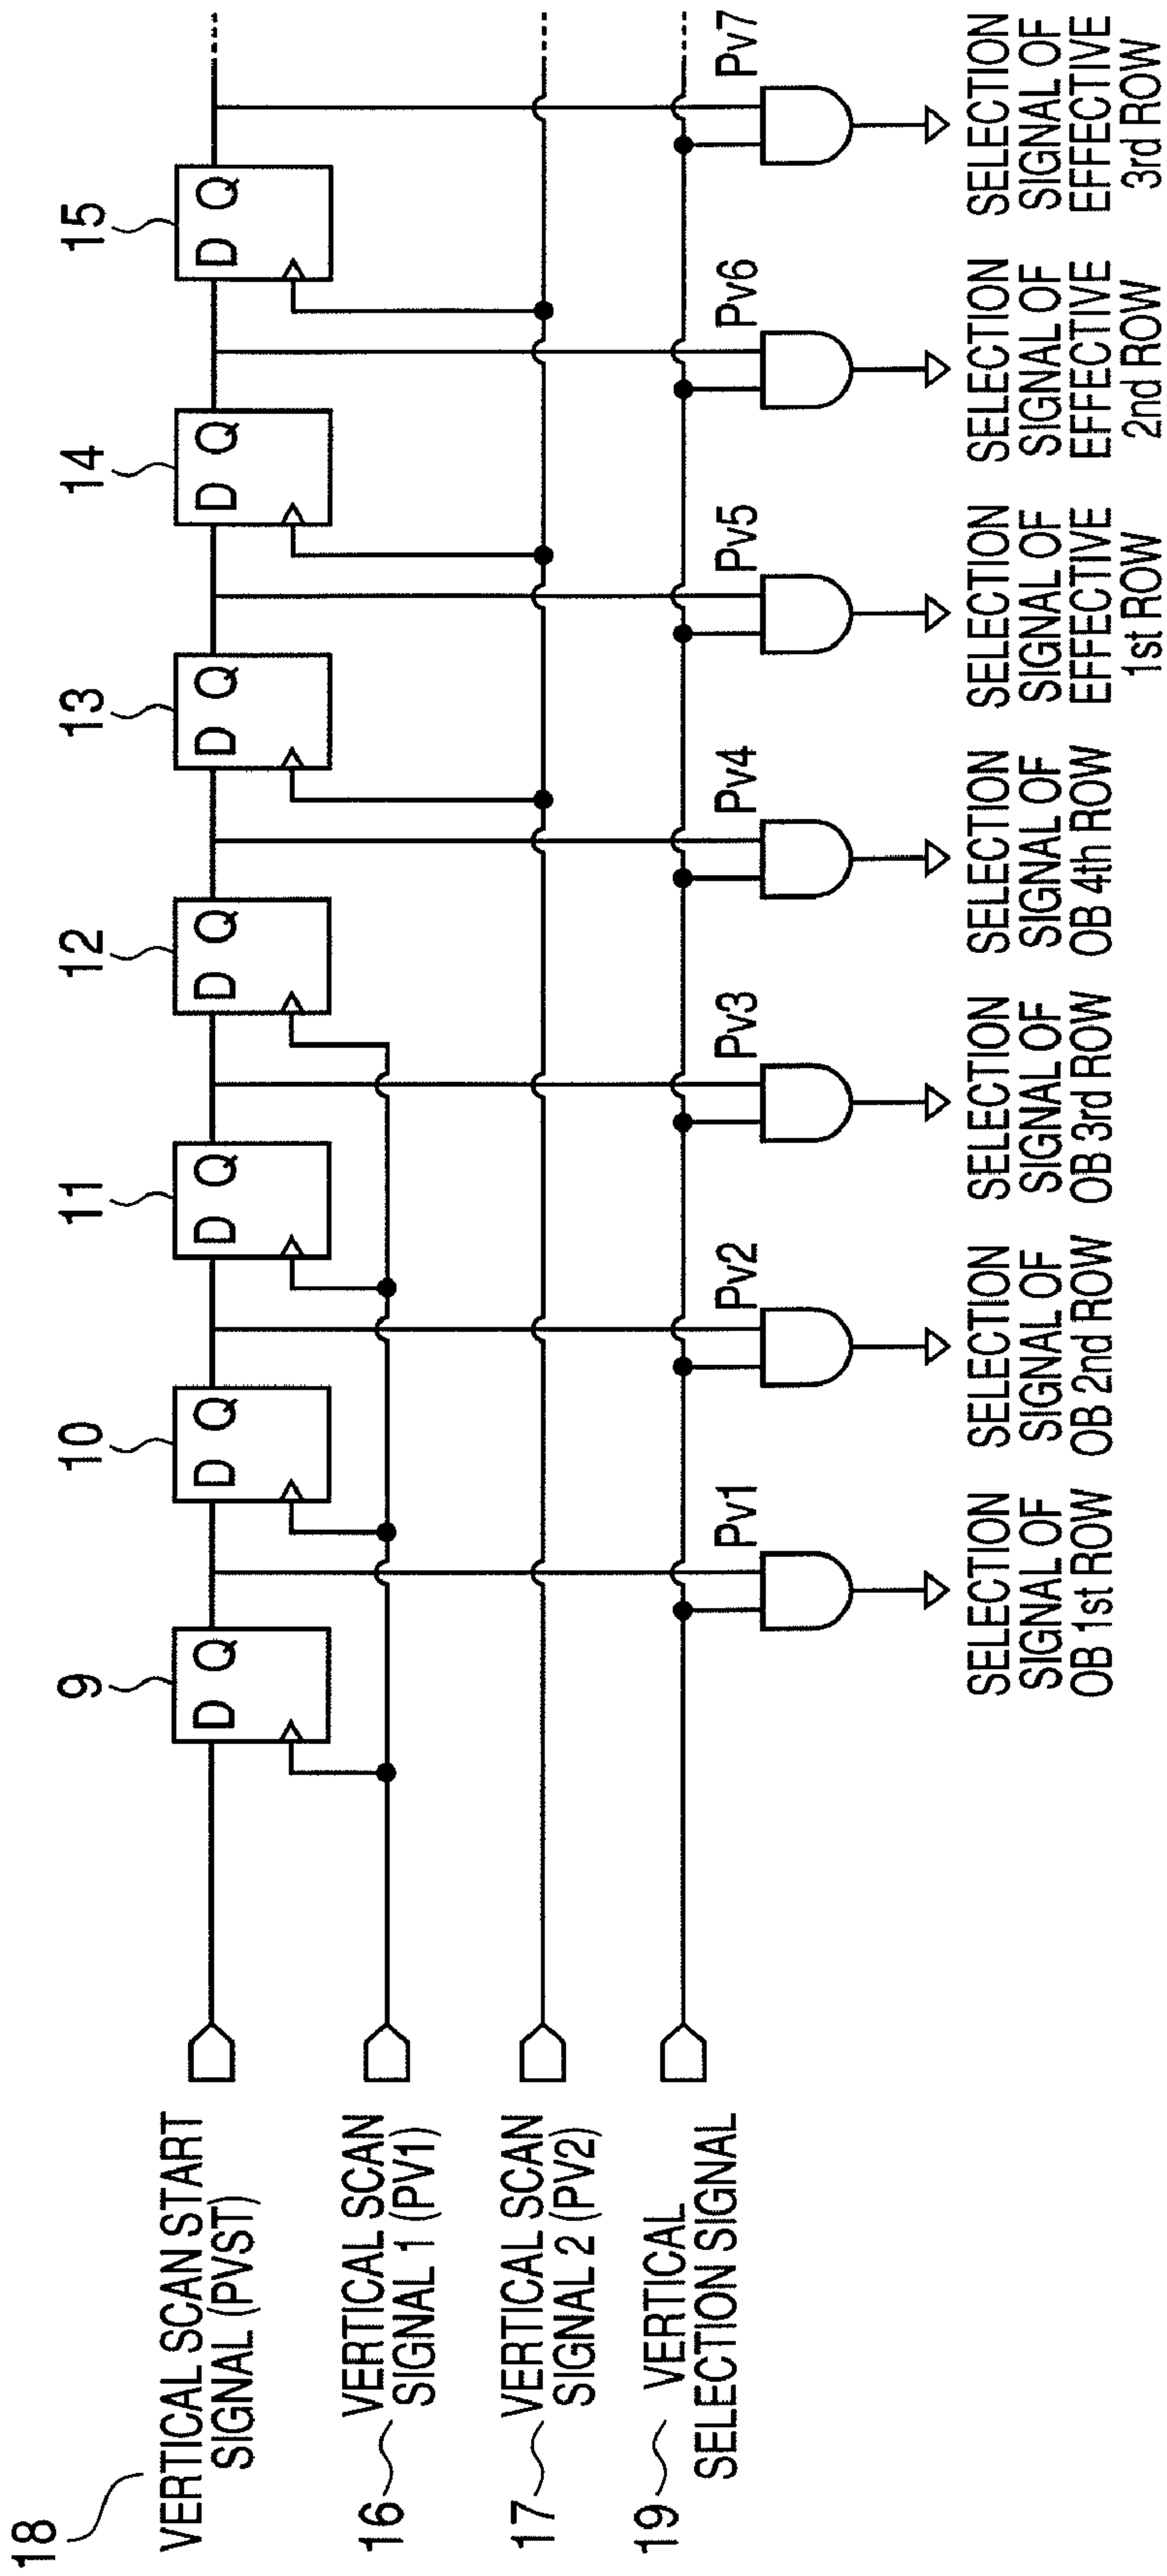 18
VERTICAL SCAN START
SIGNAL (PVST)
16
VERTICAL SCAN
SIGNAL 1 (PV1)
17
VERTICAL SCAN
SIGNAL 2 (PV2)
19
VERTICAL
SELECTION SIGNAL
9
D Q
10
D Q
11
D Q
12
D Q
13
D Q
14
D Q
15
D Q
Pv1
Pv2
Pv3
Pv4
Pv5
Pv6
Pv7
SELECTION
SIGNAL OF
OB 1st ROW
SELECTION
SIGNAL OF
OB 2nd ROW
SELECTION
SIGNAL OF
OB 3rd ROW
SELECTION
SIGNAL OF
OB 4th ROW
SELECTION
SIGNAL OF
EFFECTIVE
1st ROW
SELECTION
SIGNAL OF
EFFECTIVE
2nd ROW
SELECTION
SIGNAL OF
EFFECTIVE
3rd ROW